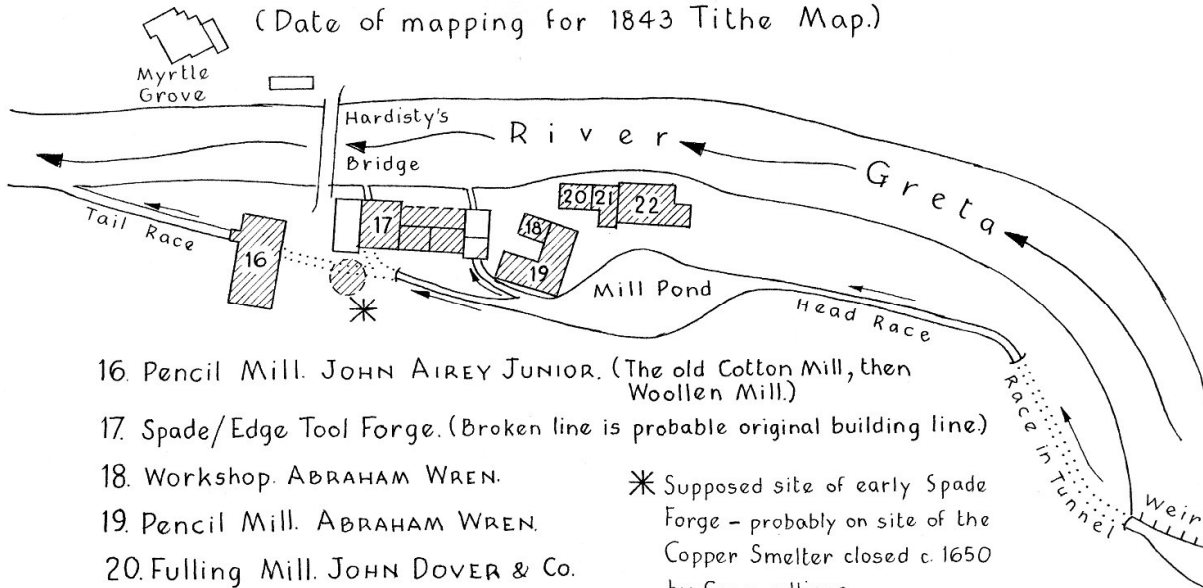 (Date of mapping for 1843 Tithe Map.)
Myrtle
Grove
Hardisty's
Bridge
River
Greta
Tail Race
16
17
18
19
20
21
22
Mill Pond
Head Race
Race in Tunnel
Weir
16. Pencil Mill. JOHN AIREY JUNIOR. (The old Cotton Mill, then
Woollen Mill.)
17. Spade/Edge Tool Forge. (Broken line is probable original building line.)
18. Workshop. ABRAHAM WREN.
19. Pencil Mill. ABRAHAM WREN.
20. Fulling Mill. JOHN DOVER & Co.
* Supposed site of early Spade
Forge - probably on site of the
Copper Smelter closed c. 1650